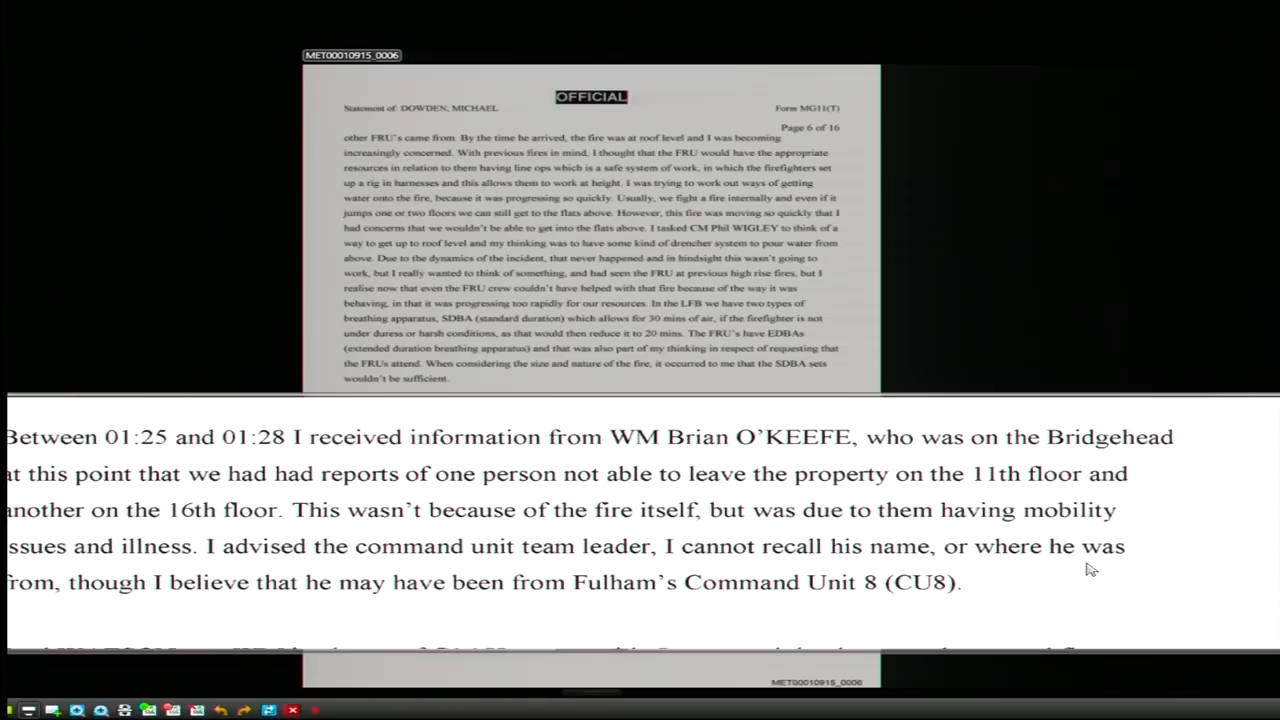 MET00010915_0006
OFFICIAL
Statement of: DOWDEN, MICHAEL
Form MG11(T)
Page 6 of 16
other FRU's came from. By the time he arrived, the fire was at roof level and I was becoming
increasingly concerned. With previous fires in mind, I thought that the FRU would have the appropriate
resources in relation to them having line ops which is a safe system of work, in which the firefighters set
up a rig in harnesses and this allows them to work at height. I was trying to work out ways of getting
water onto the fire, because it was progressing so quickly. Usually, we fight a fire internally and even if it
jumps one or two floors we can still get to the flats above. However, this fire was moving so quickly that I
had concerns that we wouldn't be able to get into the flats above. I tasked CM Phil WIGLEY to think of a
way to get up to roof level and my thinking was to have some kind of drencher system to pour water from
above. Due to the dynamics of the incident, that never happened and in hindsight this wasn't going to
work, but I really wanted to think of something, and had seen the FRU at previous high rise fires, but I
realise now that even the FRU crew couldn't have helped with that fire because of the way it was
behaving, in that it was progressing too rapidly for our resources. In the LFB we have two types of
breathing apparatus, SDBA (standard duration) which allows for 30 mins of air, if the firefighter is not
under duress or harsh conditions, as that would then reduce it to 20 mins. The FRU's have EDBAs
(extended duration breathing apparatus) and that was also part of my thinking in respect of requesting that
the FRUs attend. When considering the size and nature of the fire, it occurred to me that the SDBA sets
wouldn't be sufficient.
Between 01:25 and 01:28 I received information from WM Brian O'KEEFE, who was on the Bridgehead
at this point that we had had reports of one person not able to leave the property on the 11th floor and
another on the 16th floor. This wasn't because of the fire itself, but was due to them having mobility
ssues and illness. I advised the command unit team leader, I cannot recall his name, or where he was
from, though I believe that he may have been from Fulham's Command Unit 8 (CU8).
MET00010915_0006